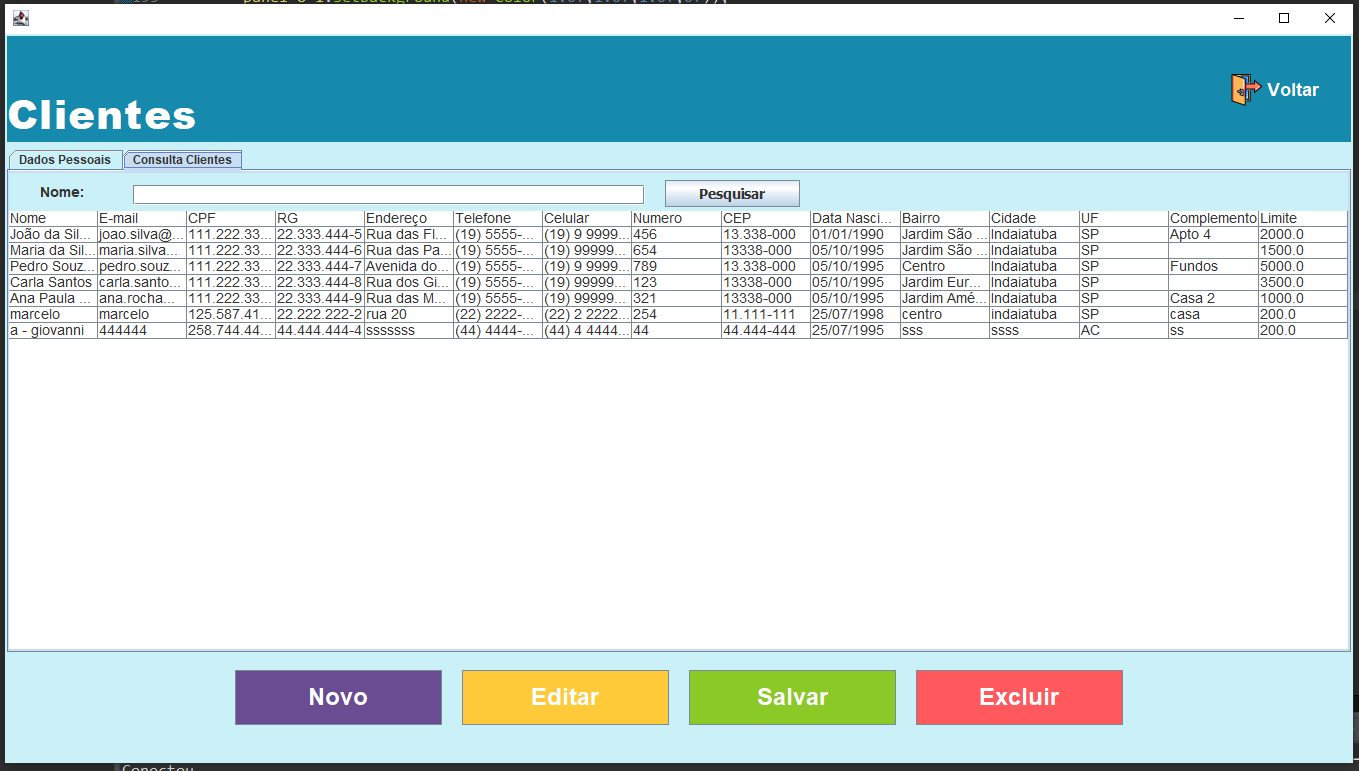 Voltar
Clientes
Dados Pessoais Consulta Clientes
Nome: Pesquisar
Nome E-mail CPF RG Endereço Telefone Celular Numero CEP Data Nasci... Bairro Cidade UF Complemento Limite
João da Sil... joao.silva@... 111.222.33... 22.333.444-5 Rua das Fl... (19) 5555-... (19) 9 9999... 456 13.338-000 01/01/1990 Jardim São ... Indaiatuba SP Apto 4 2000.0
Maria da Sil... maria.silva... 111.222.33... 22.333.444-6 Rua das Pa... (19) 5555-... (19) 99999... 654 13338-000 05/10/1995 Jardim São ... Indaiatuba SP 1500.0
Pedro Souz... pedro.souz... 111.222.33... 22.333.444-7 Avenida do... (19) 5555-... (19) 9 9999... 789 13.338-000 05/10/1995 Centro Indaiatuba SP Fundos 5000.0
Carla Santos carla.santo... 111.222.33... 22.333.444-8 Rua dos Gi... (19) 5555-... (19) 99999... 123 13338-000 05/10/1995 Jardim Eur... Indaiatuba SP 3500.0
Ana Paula ... ana.rocha... 111.222.33... 22.333.444-9 Rua das M... (19) 5555-... (19) 99999... 321 13338-000 05/10/1995 Jardim Amé... Indaiatuba SP Casa 2 1000.0
marcelo marcelo 125.587.41... 22.222.222-2 rua 20 (22) 2222-... (22) 2 2222... 254 11.111-111 25/07/1998 centro indaiatuba SP casa 200.0
a - giovanni 444444 258.744.44... 44.444.444-4 sssssss (44) 4444-... (44) 4 4444... 44 44.444-444 25/07/1995 sss ssss AC ss 200.0
Novo Editar Salvar Excluir